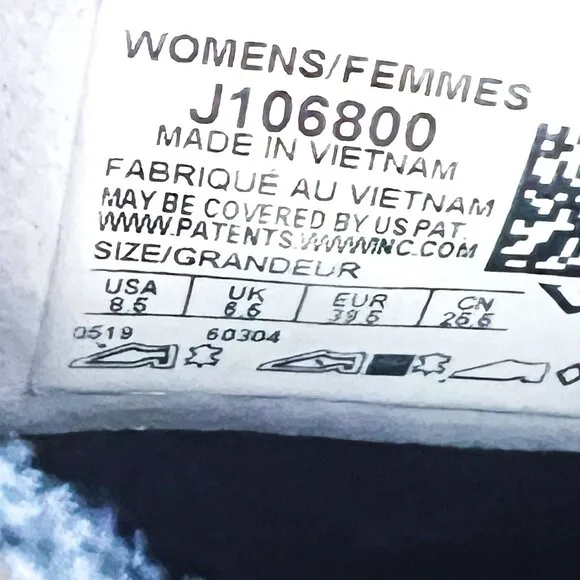 WOMENS/FEMMES
J106800
MADE IN VIETNAM
FABRIQUÉ AU VIETNAM
MAY BE COVERED BY US PAT.
WWW.PATENTS.WWWINC.COM
SIZE/GRANDEUR
USA UK EUR CN
8.5 6.5 39.5 25.5
0519 60304